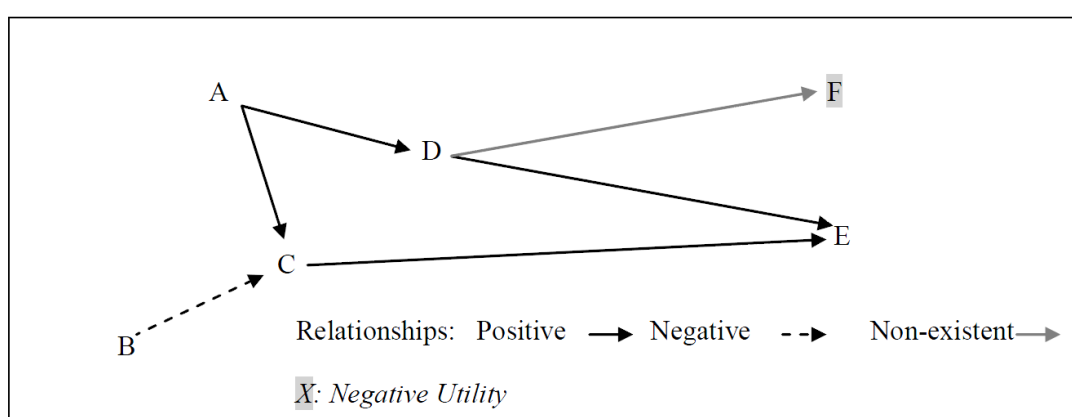 A
F
D
E
C
B
Relationships: Positive Negative Non-existent
X: Negative Utility